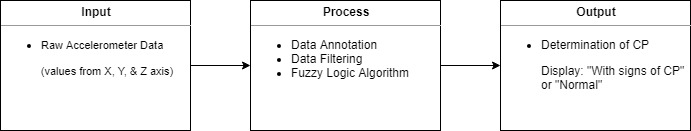 Input
• Raw Accelerometer Data
(values from X, Y, & Z axis)
Process
• Data Annotation
• Data Filtering
• Fuzzy Logic Algorithm
Output
• Determination of CP
Display: "With signs of CP"
or "Normal"